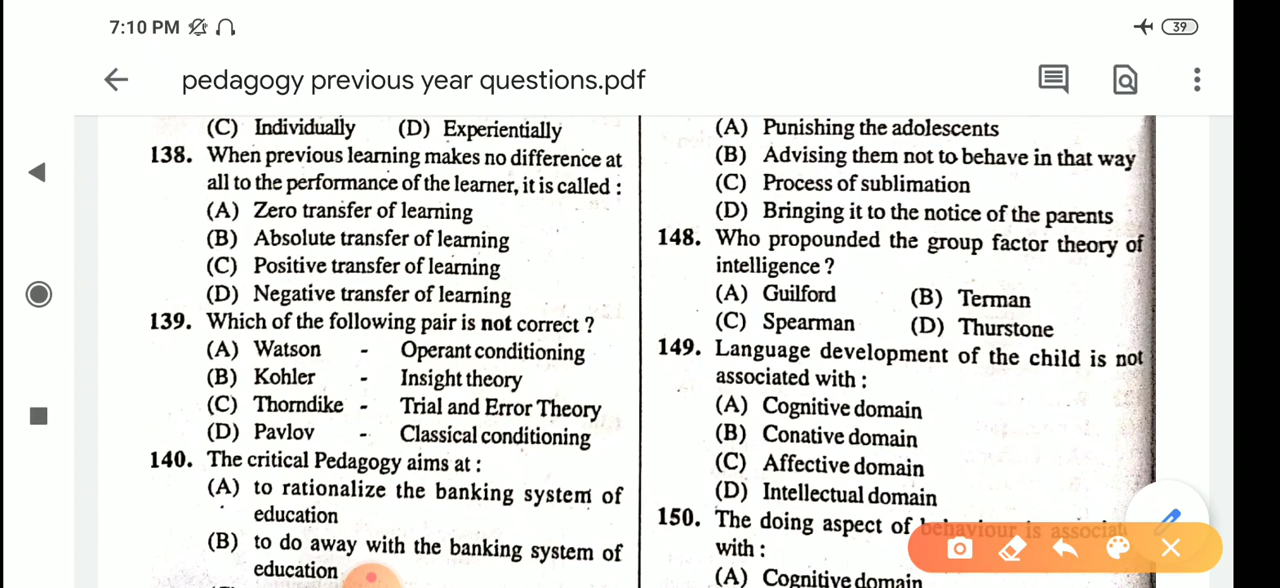 7:10 PM
39
pedagogy previous year questions.pdf
(C) Individually (D) Experientially
138. When previous learning makes no difference at
all to the performance of the learner, it is called :
(A) Zero transfer of learning
(B) Absolute transfer of learning
(C) Positive transfer of learning
(D) Negative transfer of learning
139. Which of the following pair is not correct ?
(A) Watson - Operant conditioning
(B) Kohler - Insight theory
(C) Thorndike - Trial and Error Theory
(D) Pavlov - Classical conditioning
140. The critical Pedagogy aims at :
(A) to rationalize the banking system of
education
(B) to do away with the banking system of
education
(A) Punishing the adolescents
(B) Advising them not to behave in that way
(C) Process of sublimation
(D) Bringing it to the notice of the parents
148. Who propounded the group factor theory of
intelligence ?
(A) Guilford (B) Terman
(C) Spearman (D) Thurstone
149. Language development of the child is not
associated with :
(A) Cognitive domain
(B) Conative domain
(C) Affective domain
(D) Intellectual domain
150. The doing aspect of behaviour is associat
with :
(A) Cognitive domain